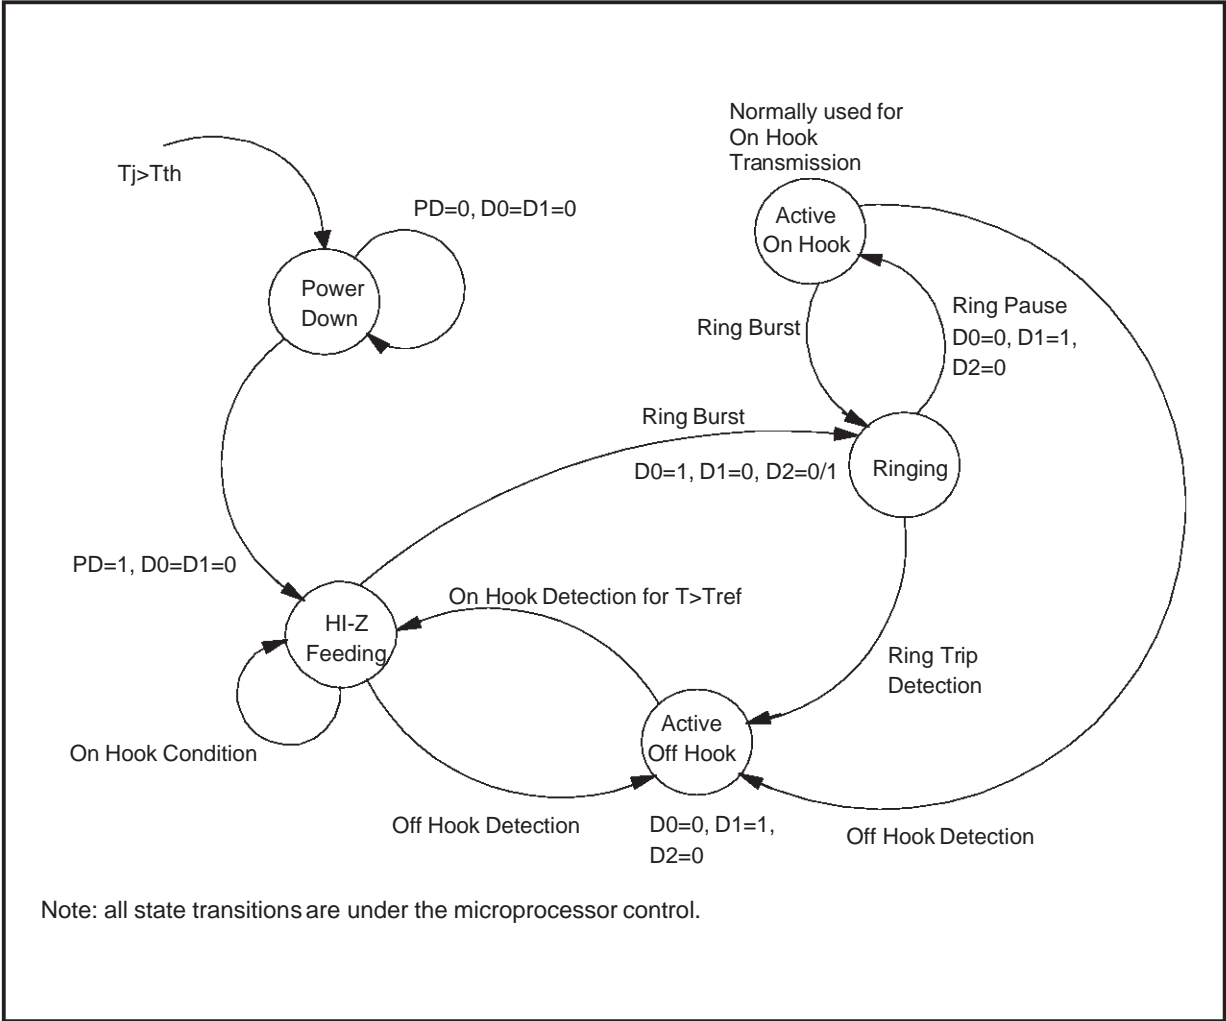 Normally used for
On Hook
Transmission
Tj>Tth
PD=0, D0=D1=0
Active
On Hook
Power
Down
Ring Burst
Ring Pause
D0=0, D1=1,
D2=0
Ring Burst
D0=1, D1=0, D2=0/1
Ringing
PD=1, D0=D1=0
On Hook Detection for T>Tref
HI-Z
Feeding
Ring Trip
Detection
Active
Off Hook
On Hook Condition
Off Hook Detection
D0=0, D1=1,
D2=0
Off Hook Detection
Note: all state transitions are under the microprocessor control.